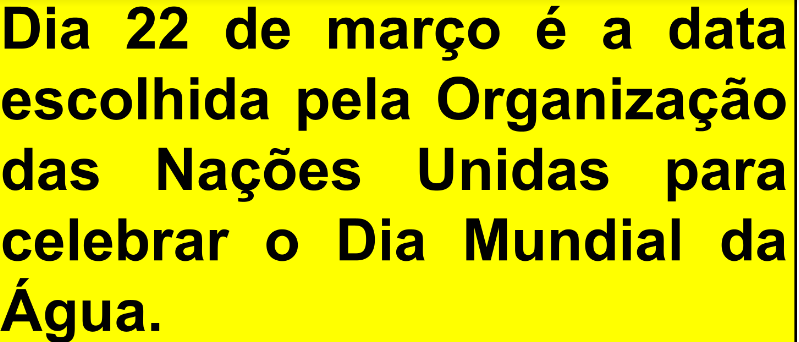 Dia 22 de março é a data
escolhida pela Organização
das Nações Unidas para
celebrar o Dia Mundial da
Água.